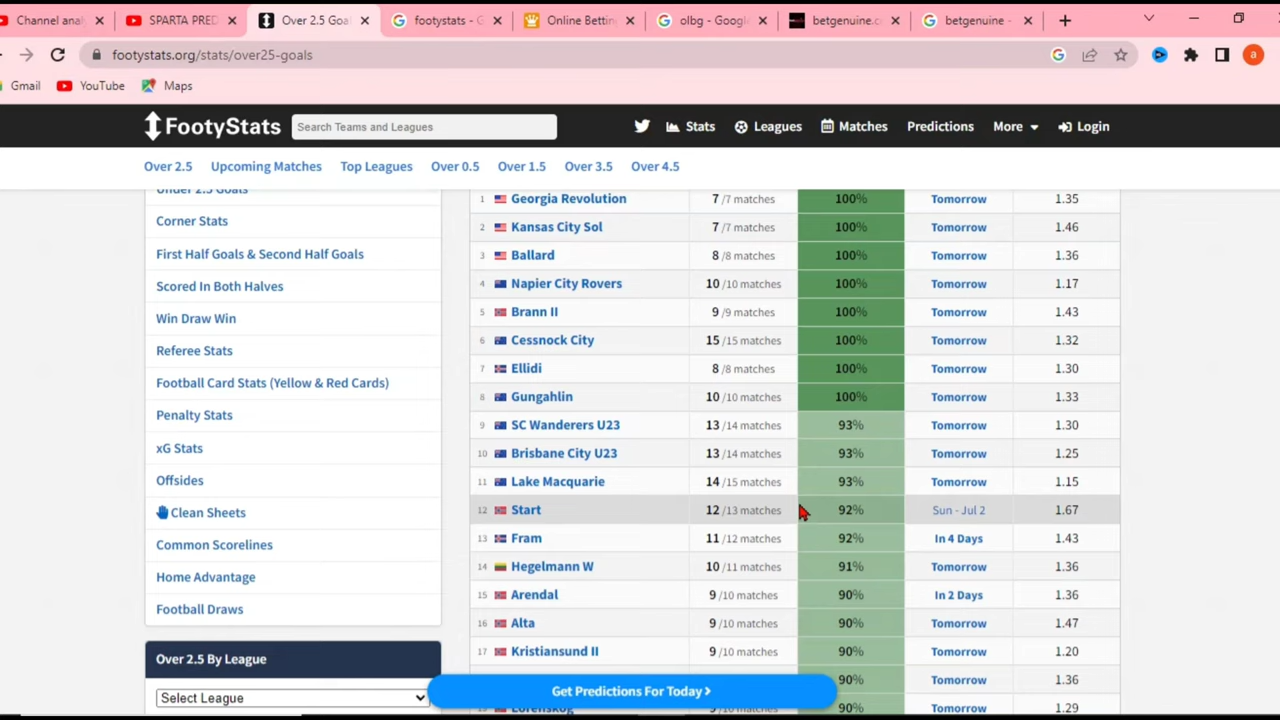 Channel analy
SPARTA PRED
Over 2.5 Goa
footystats - G
Online Bettin
olbg - Google
betgenuine.c
betgenuine -
footystats.org/stats/over25-goals
a
Gmail
YouTube
Maps
FootyStats
Search Teams and Leagues
Stats
Leagues
Matches
Predictions
More
Login
Over 2.5
Upcoming Matches
Top Leagues
Over 0.5
Over 1.5
Over 3.5
Over 4.5
Under 2.5 Goals
Corner Stats
First Half Goals & Second Half Goals
Scored In Both Halves
Win Draw Win
Referee Stats
Football Card Stats (Yellow & Red Cards)
Penalty Stats
xG Stats
Offsides
Clean Sheets
Common Scorelines
Home Advantage
Football Draws
Over 2.5 By League
Select League
1 Georgia Revolution 7 /7 matches 100% Tomorrow 1.35
2 Kansas City Sol 7 /7 matches 100% Tomorrow 1.46
3 Ballard 8 /8 matches 100% Tomorrow 1.36
4 Napier City Rovers 10 /10 matches 100% Tomorrow 1.17
5 Brann II 9 /9 matches 100% Tomorrow 1.43
6 Cessnock City 15 /15 matches 100% Tomorrow 1.32
7 Ellidi 8 /8 matches 100% Tomorrow 1.30
8 Gungahlin 10 /10 matches 100% Tomorrow 1.33
9 SC Wanderers U23 13 /14 matches 93% Tomorrow 1.30
10 Brisbane City U23 13 /14 matches 93% Tomorrow 1.25
11 Lake Macquarie 14 /15 matches 93% Tomorrow 1.15
12 Start 12 /13 matches 92% Sun - Jul 2 1.67
13 Fram 11 /12 matches 92% In 4 Days 1.43
14 Hegelmann W 10 /11 matches 91% Tomorrow 1.36
15 Arendal 9 /10 matches 90% In 2 Days 1.36
16 Alta 9 /10 matches 90% Tomorrow 1.47
17 Kristiansund II 9 /10 matches 90% Tomorrow 1.20
90% Tomorrow 1.36
Lorenskog 90% Tomorrow 1.29
Get Predictions For Today